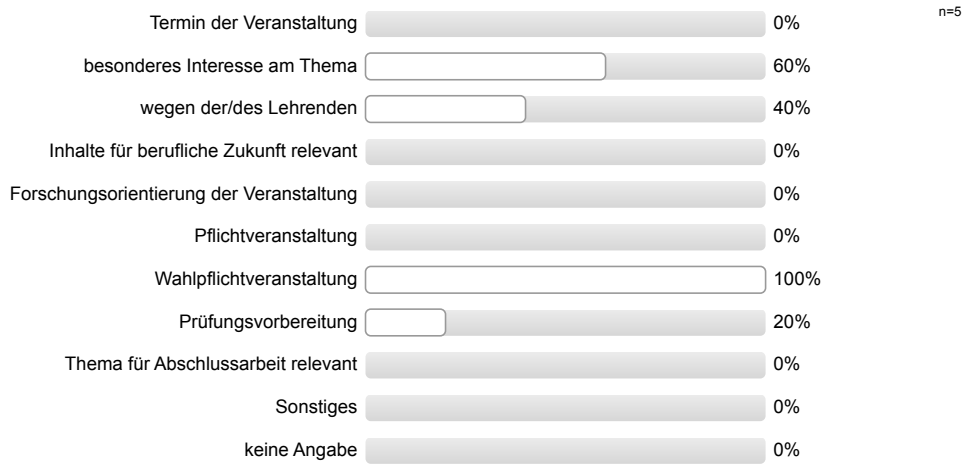 n=5
Termin der Veranstaltung 0%
besonderes Interesse am Thema 60%
wegen der/des Lehrenden 40%
Inhalte für berufliche Zukunft relevant 0%
Forschungsorientierung der Veranstaltung 0%
Pflichtveranstaltung 0%
Wahlpflichtveranstaltung 100%
Prüfungsvorbereitung 20%
Thema für Abschlussarbeit relevant 0%
Sonstiges 0%
keine Angabe 0%